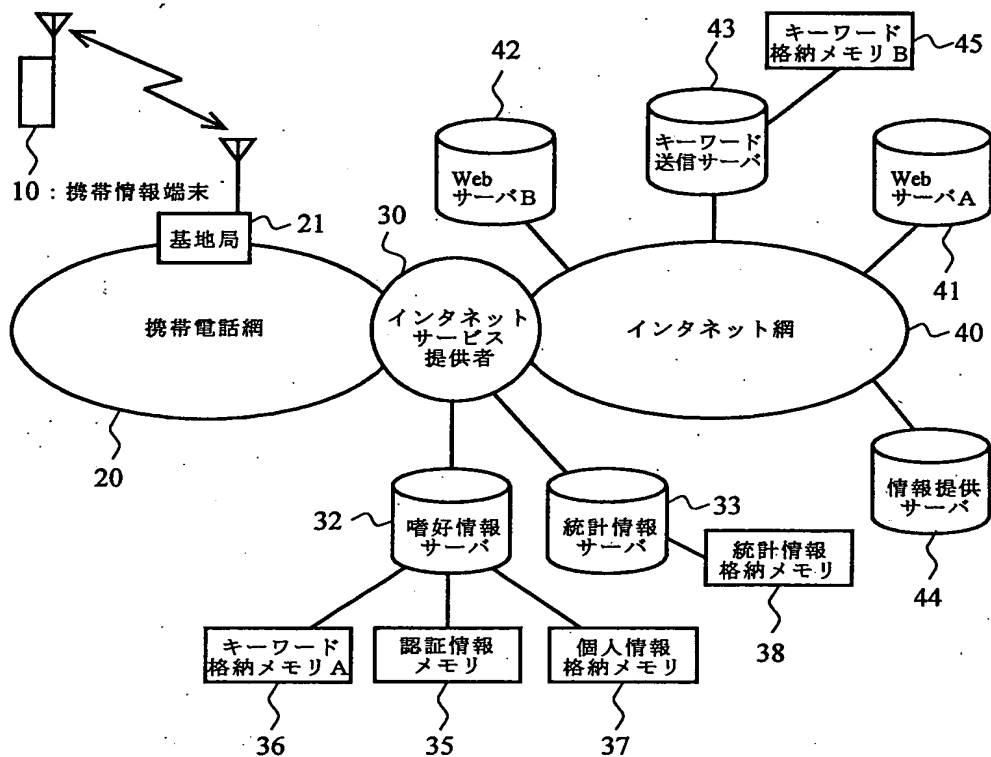 43
キーワード
格納メモリB
45
42
キーワード
送信サーバ
Web
サーバB
Web
サーバA
10：携帯情報端末
基地局
21
30
41
携帯電話網
インタネット
サービス
提供者
インタネット網
40
20
32
嗜好情報
サーバ
33
統計情報
サーバ
情報提供
サーバ
統計情報
格納メモリ
44
キーワード
格納メモリA
認証情報
メモリ
個人情報
格納メモリ
38
36
35
37